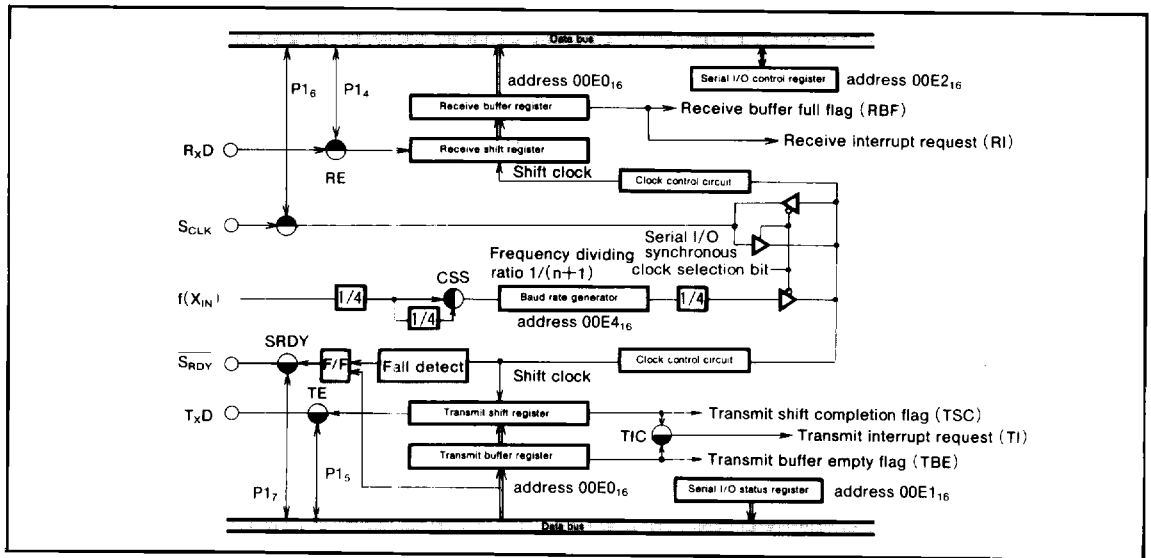 Data bus
P1₆
P1₄
address 00E0₁₆
Serial I/O control register
address 00E2₁₆
Receive buffer register
Receive buffer full flag (RBF)
Receive interrupt request (RI)
RxD
Receive shift register
RE
Shift clock
Clock control circuit
SCLK
Serial I/O
synchronous
clock selection bit
Frequency dividing
ratio 1/(n+1)
CSS
f(XIN)
1/4
Baud rate generator
1/4
1/4
address 00E4₁₆
SRDY
SRDY
F/F
Fall detect
Clock control circuit
Shift clock
TE
TxD
Transmit shift register
Transmit shift completion flag (TSC)
TIC
Transmit interrupt request (TI)
Transmit buffer register
Transmit buffer empty flag (TBE)
P1₇
P1₅
address 00E0₁₆
Serial I/O status register
address 00E1₁₆
Data bus